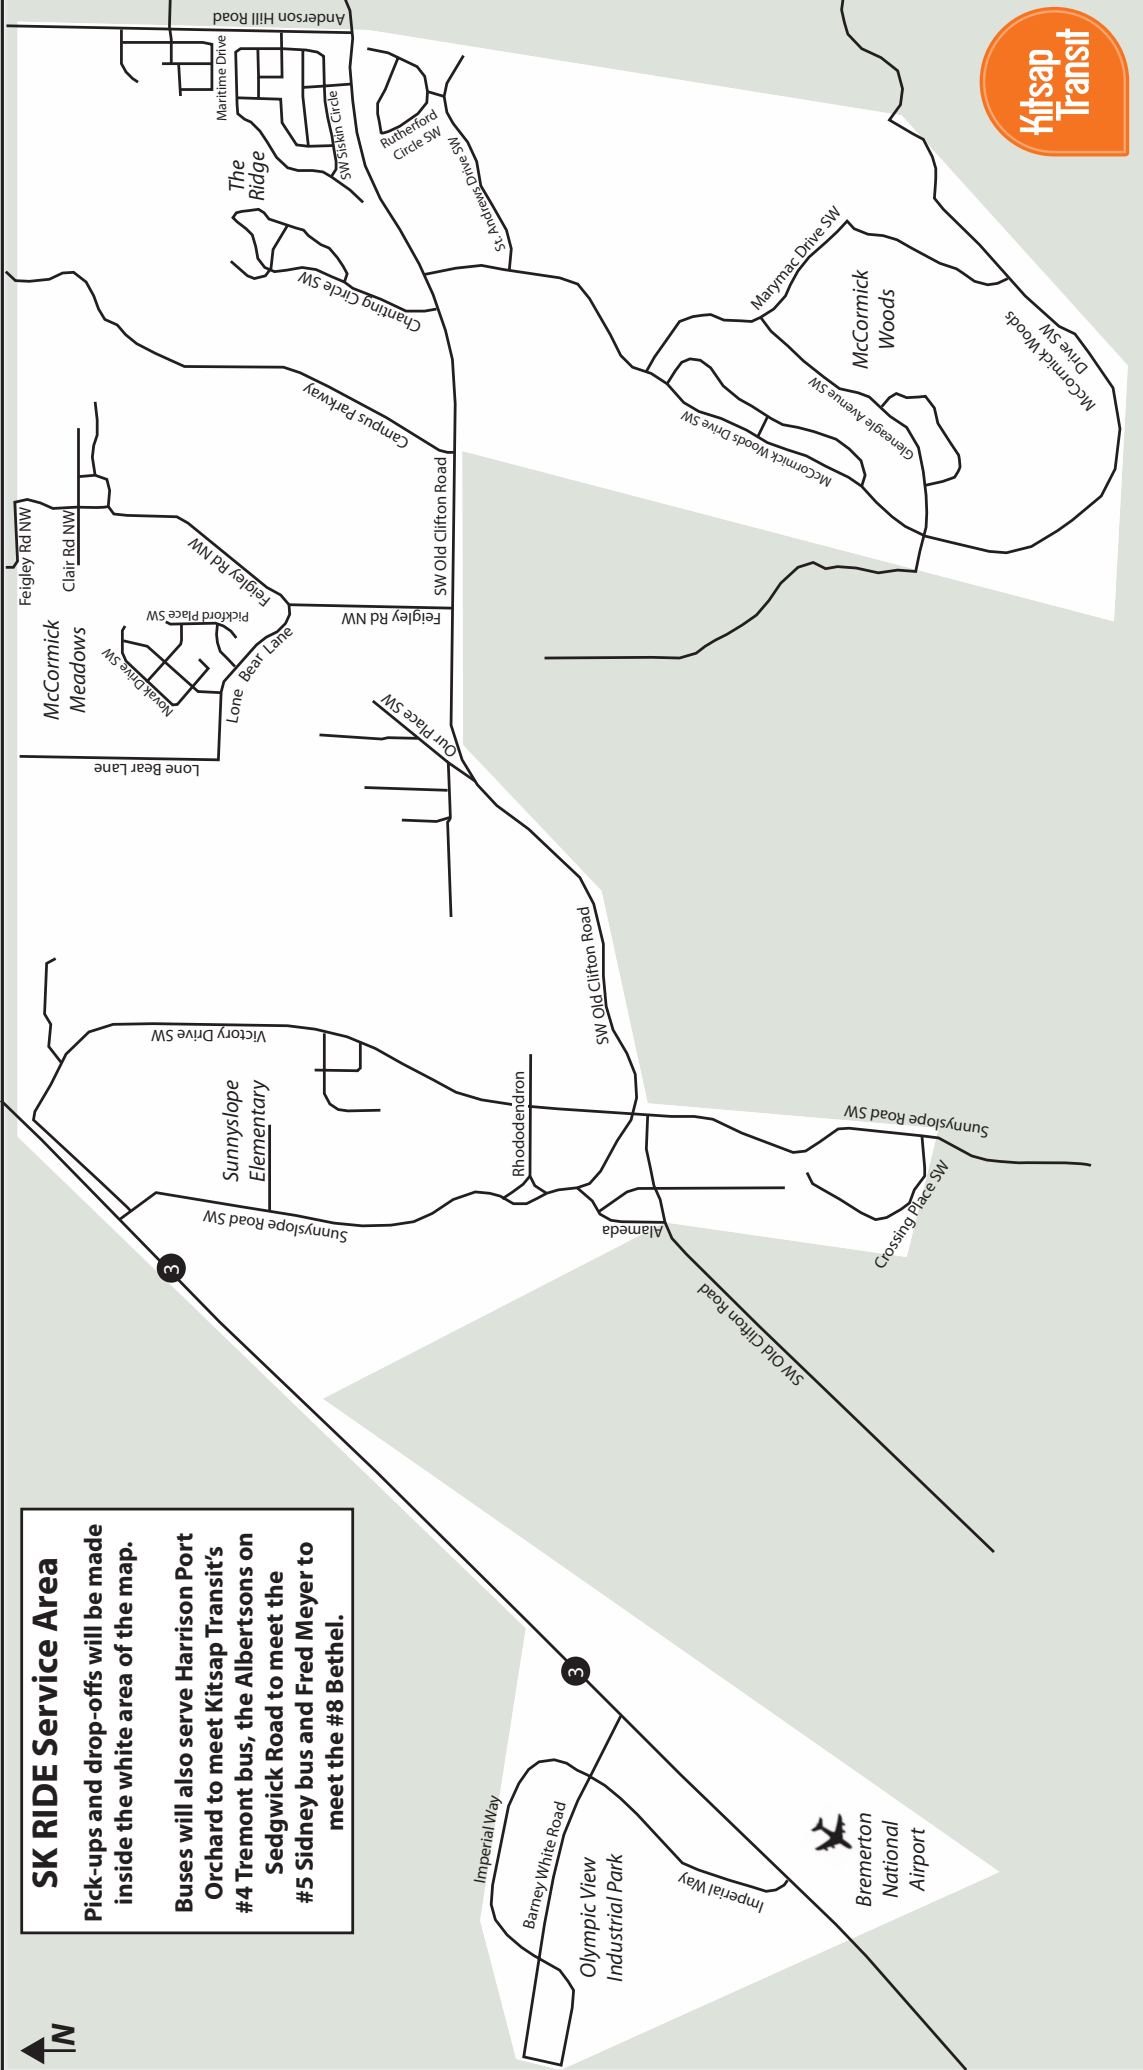 SK RIDE Service Area
Pick-ups and drop-offs will be made
inside the white area of the map.
Buses will also serve Harrison Port
Orchard to meet Kitsap Transit's
#4 Tremont bus, the Albertsons on
Sedgwick Road to meet the
#5 Sidney bus and Fred Meyer to
meet the #8 Bethel.
N
3
3
Imperial Way
Barney White Road
Olympic View
Industrial Park
Imperial Way
Bremerton
National
Airport
Sunnyslope Road SW
Sunnyslope
Elementary
Victory Drive SW
Rhododendron
Alameda
SW Old Clifton Road
Crossing Place SW
Sunnyslope Road SW
SW Old Clifton Road
Lone Bear Lane
McCormick
Meadows
Novak Drive SW
Pickford Place SW
Lone Bear Lane
Feigley Rd NW
Clair Rd NW
Feigley Rd NW
Feigley Rd NW
Our Place SW
SW Old Clifton Road
Campus Parkway
Chanting Circle SW
The
Ridge
Maritime Drive
SW Siskin Circle
Anderson Hill Road
Rutherford
Circle SW
St. Andrews Drive SW
McCormick Woods Drive SW
Gleneagle Avenue SW
Marymac Drive SW
McCormick
Woods
McCormick Woods
Drive SW
Kitsap
Transit